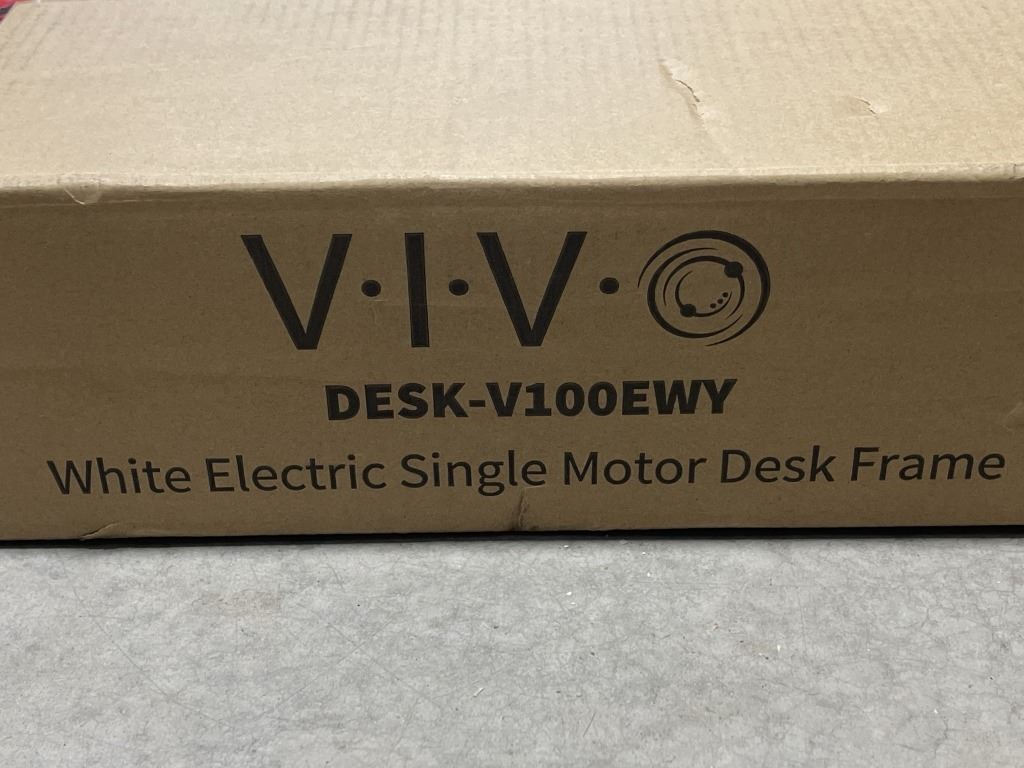 V·I·V·O
DESK-V100EWY
White Electric Single Motor Desk Frame